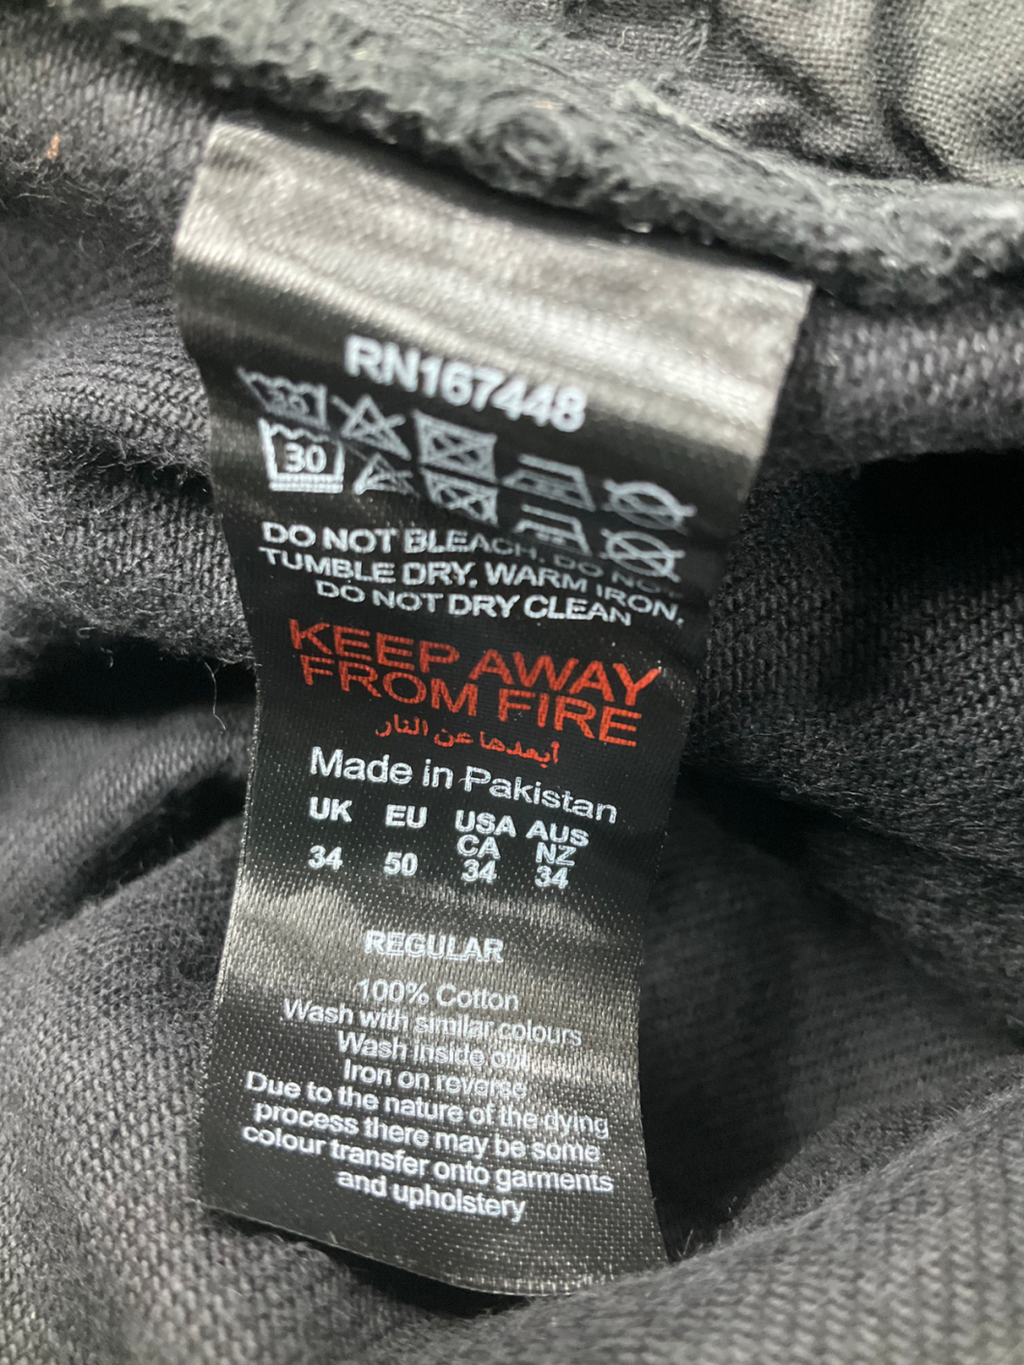 RN167448
30
30
DO NOT BLEACH, DO NOT
TUMBLE DRY, WARM IRON,
DO NOT DRY CLEAN
KEEP AWAY
FROM FIRE
أبعدها عن النار
Made in Pakistan
UK EU USA AUS
CA NZ
34 50 34 34
REGULAR
100% Cotton
Wash with similar colours
Wash inside out
Iron on reverse
Due to the nature of the dying
process there may be some
colour transfer onto garments
and upholstery